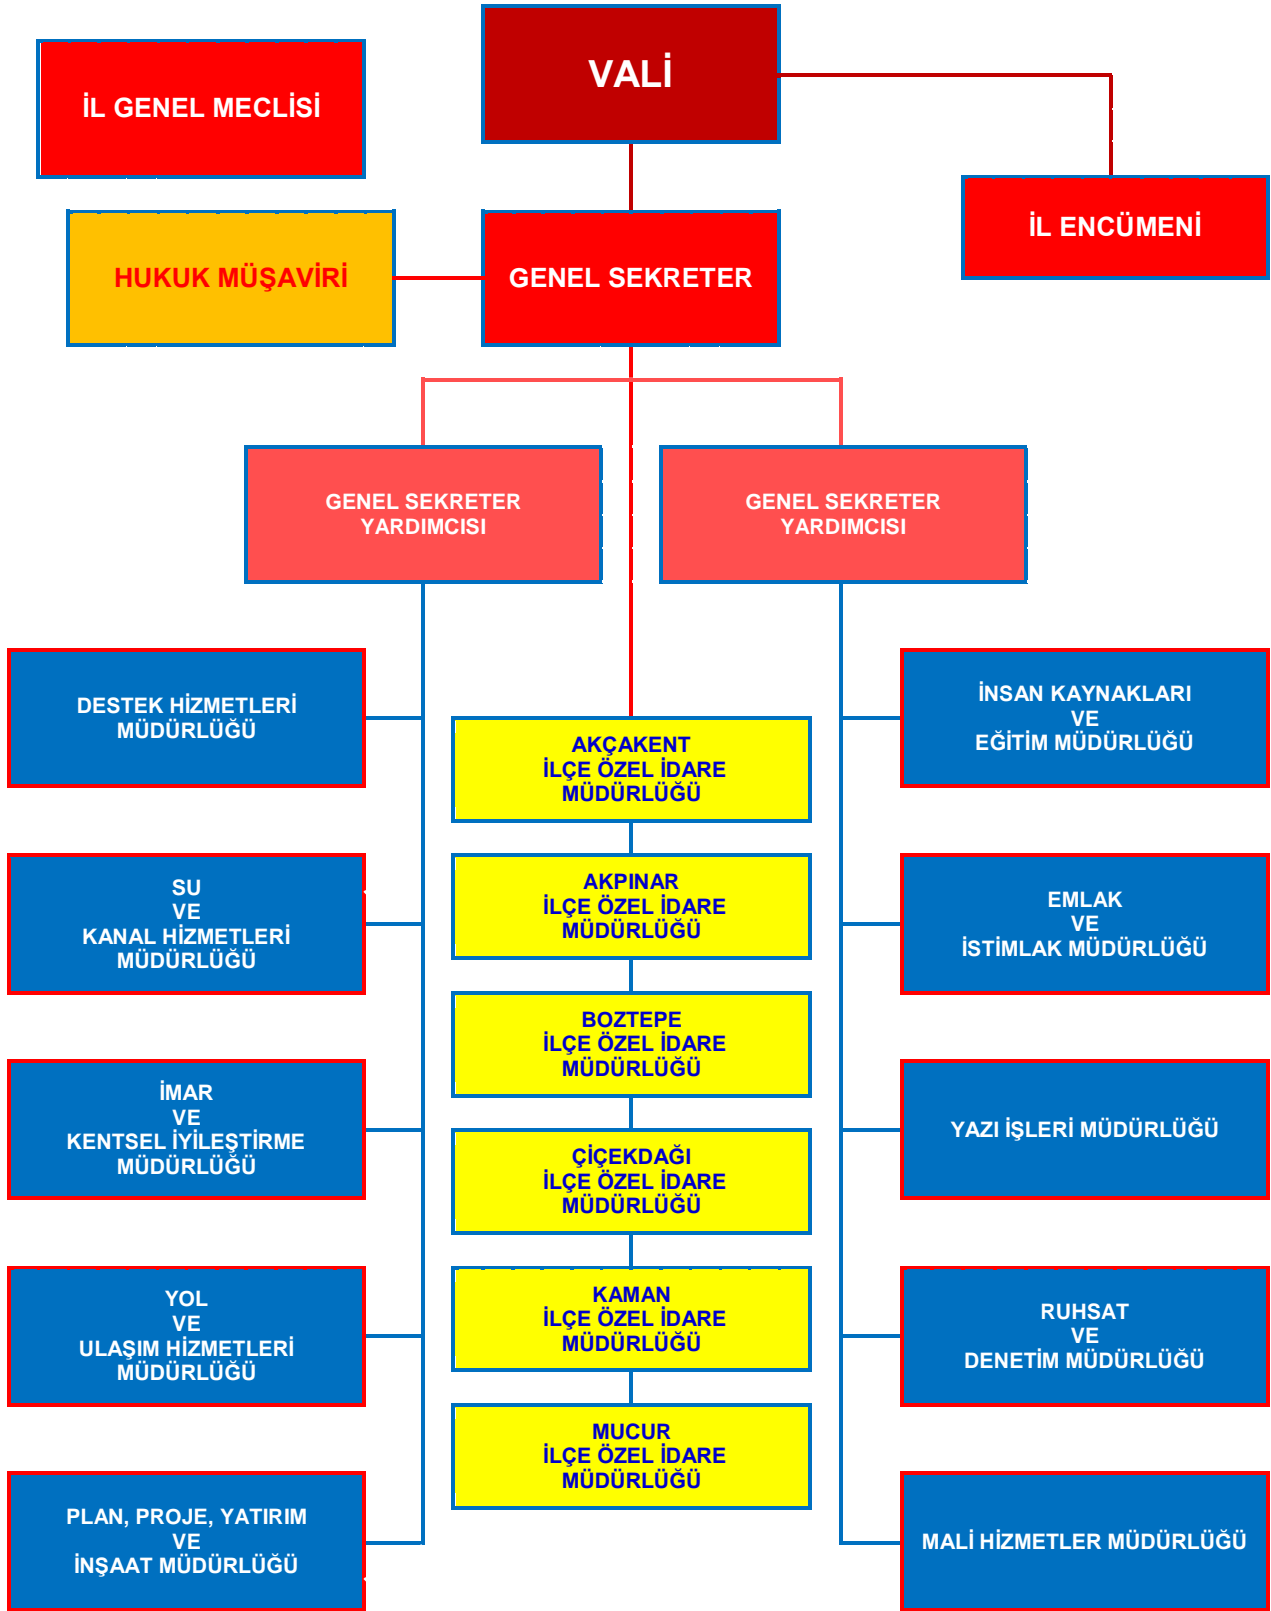 VALİ
İL GENEL MECLİSİ
İL ENCÜMENİ
HUKUK MÜŞAVİRİ
GENEL SEKRETER
GENEL SEKRETER
YARDIMCISI
GENEL SEKRETER
YARDIMCISI
DESTEK HİZMETLERİ
MÜDÜRLÜĞÜ
SU
VE
KANAL HİZMETLERİ
MÜDÜRLÜĞÜ
İMAR
VE
KENTSEL İYİLEŞTİRME
MÜDÜRLÜĞÜ
YOL
VE
ULAŞIM HİZMETLERİ
MÜDÜRLÜĞÜ
PLAN, PROJE, YATIRIM
VE
İNŞAAT MÜDÜRLÜĞÜ
AKÇAKENT
İLÇE ÖZEL İDARE
MÜDÜRLÜĞÜ
AKPINAR
İLÇE ÖZEL İDARE
MÜDÜRLÜĞÜ
BOZTEPE
İLÇE ÖZEL İDARE
MÜDÜRLÜĞÜ
ÇİÇEKDAĞI
İLÇE ÖZEL İDARE
MÜDÜRLÜĞÜ
KAMAN
İLÇE ÖZEL İDARE
MÜDÜRLÜĞÜ
MUCUR
İLÇE ÖZEL İDARE
MÜDÜRLÜĞÜ
İNSAN KAYNAKLARI
VE
EĞİTİM MÜDÜRLÜĞÜ
EMLAK
VE
İSTİMLAK MÜDÜRLÜĞÜ
YAZI İŞLERİ MÜDÜRLÜĞÜ
RUHSAT
VE
DENETİM MÜDÜRLÜĞÜ
MALİ HİZMETLER MÜDÜRLÜĞÜ